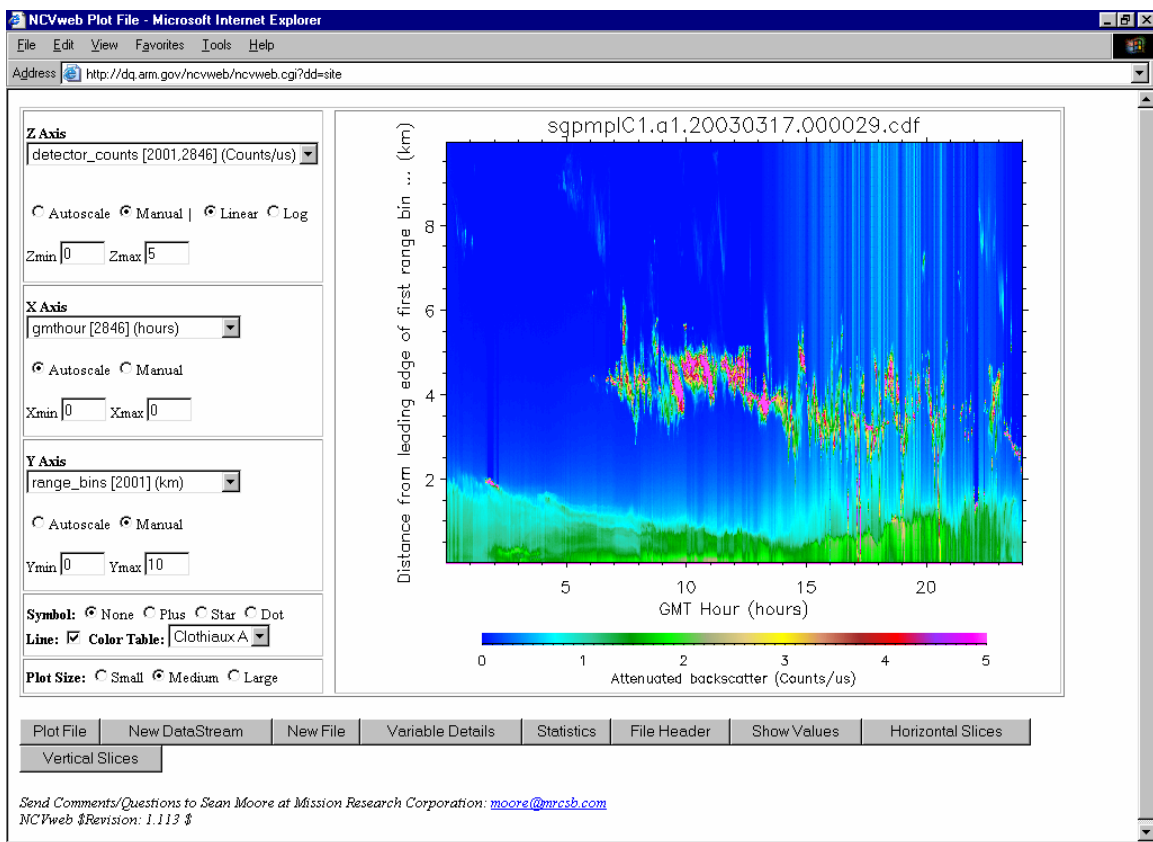 NCVweb Plot File - Microsoft Internet Explorer
File Edit View Favorites Tools Help
Address http://dq.arm.gov/ncvweb/ncvweb.cgi?dd=site
Z Axis
detector_counts [2001,2846] (Counts/us)
Autoscale Manual | Linear Log
Zmin 0 Zmax 5
X Axis
gmthour [2846] (hours)
Autoscale Manual
Xmin 0 Xmax 0
Y Axis
range_bins [2001] (km)
Autoscale Manual
Ymin 0 Ymax 10
Symbol: None Plus Star Dot
Line: Color Table: Clothiaux A
Plot Size: Small Medium Large
sgpmplC1.a1.20030317.000029.cdf
Distance from leading edge of first range bin ... (km)
8
6
4
2
5 10 15 20
GMT Hour (hours)
0 1 2 3 4 5
Attenuated backscatter (Counts/us)
Plot File New DataStream New File Variable Details Statistics File Header Show Values Horizontal Slices
Vertical Slices
Send Comments/Questions to Sean Moore at Mission Research Corporation: moore@mrcsb.com
NCVweb $Revision: 1.113 $